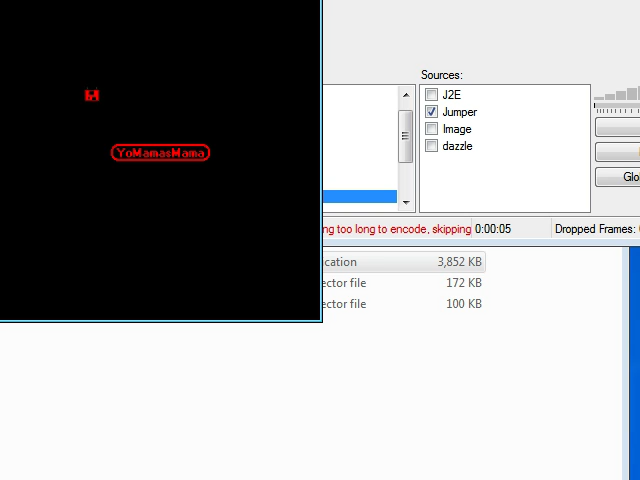 Sources:
J2E
Jumper
YoMamasMama
Image
dazzle
Glo
ng too long to encode, skipping 0:00:05 Dropped Frames:
ication 3,852 KB
ector file 172 KB
ector file 100 KB